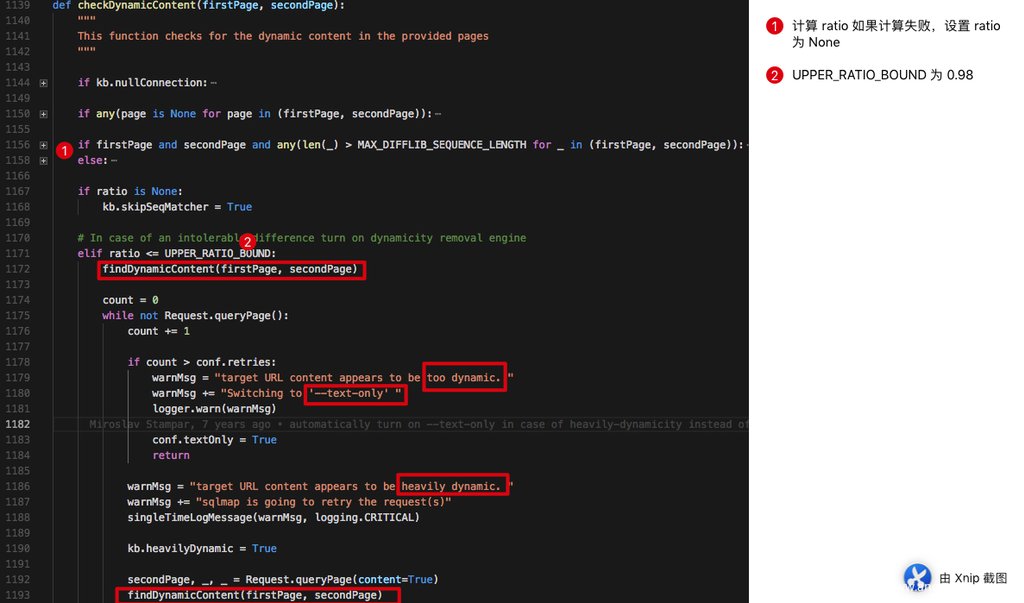 1139 def checkDynamicContent(firstPage, secondPage):
1140 """
1141 This function checks for the dynamic content in the provided pages
1142 """
1143
1144 if kb.nullConnection:⋯
1149
1150 if any(page is None for page in (firstPage, secondPage)):⋯
1155
1156 if firstPage and secondPage and any(len(_) > MAX_DIFFLIB_SEQUENCE_LENGTH for _ in (firstPage, secondPage)):
1
1158 else:⋯
1166
1167 if ratio is None:
1168 kb.skipSeqMatcher = True
1169
2
1170 # In case of an intolerable difference turn on dynamicity removal engine
1171 elif ratio <= UPPER_RATIO_BOUND:
1172 findDynamicContent(firstPage, secondPage)
1173
1174 count = 0
1175 while not Request.queryPage():
1176 count += 1
1177
1178 if count > conf.retries:
1179 warnMsg = "target URL content appears to be too dynamic. "
1180 warnMsg += "Switching to '--text-only' "
1181 logger.warn(warnMsg)
1182 Miroslav Stampar, 7 years ago • automatically turn on --text-only in case of heavily-dynamicity instead of
1183 conf.textOnly = True
1184 return
1185
1186 warnMsg = "target URL content appears to be heavily dynamic. "
1187 warnMsg += "sqlmap is going to retry the request(s)"
1188 singleTimeLogMessage(warnMsg, logging.CRITICAL)
1189
1190 kb.heavilyDynamic = True
1191
1192 secondPage, _, _ = Request.queryPage(content=True)
1193 findDynamicContent(firstPage, secondPage)
1 计算 ratio 如果计算失败，设置 ratio
为 None
2 UPPER_RATIO_BOUND 为 0.98
由 Xnip 截图